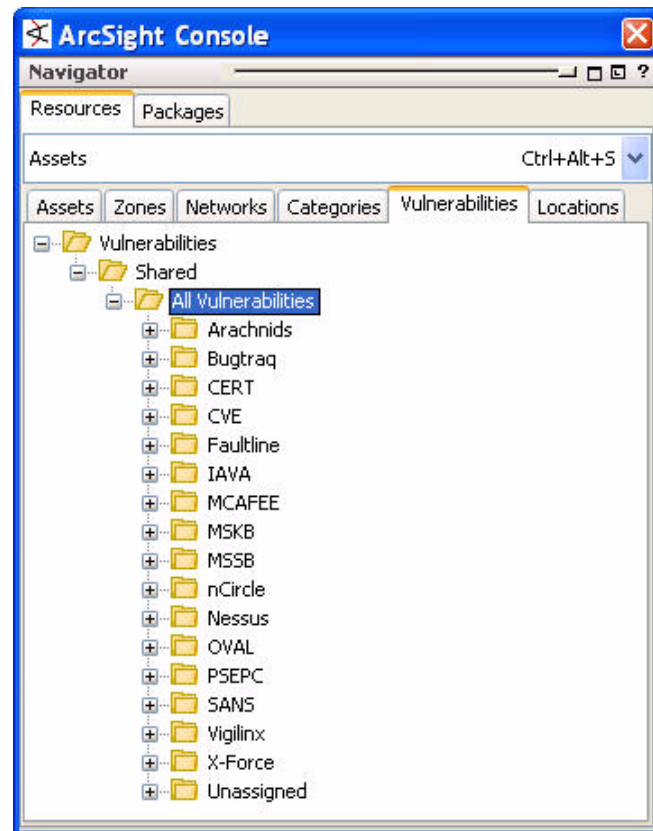 ArcSight Console
Navigator ?
Resources Packages
Assets Ctrl+Alt+S
Assets Zones Networks Categories Vulnerabilities Locations
Vulnerabilities
Shared
All Vulnerabilities
Arachnids
Bugtraq
CERT
CVE
Faultline
IAVA
MCAFEE
MSKB
MSSB
nCircle
Nessus
OVAL
PSEPC
SANS
Vigilinx
X-Force
Unassigned